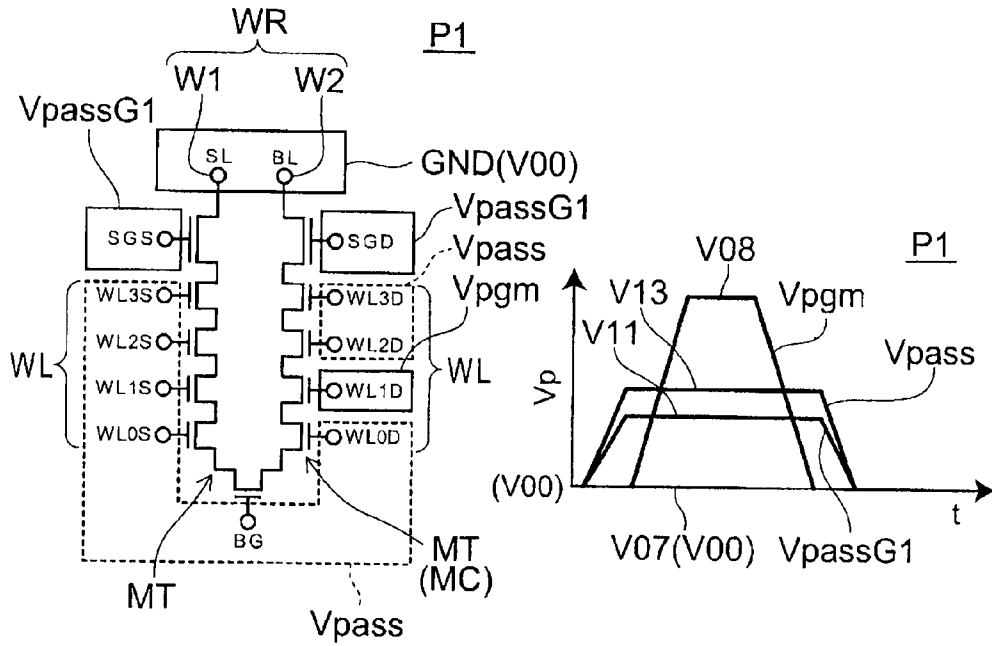 WR
P1
W1
W2
VpassG1
SL
BL
GND(V00)
VpassG1
SGS
SGD
Vpass
Vpgm
WL3S
WL3D
WL2S
WL2D
WL
WL
WL1S
WL1D
WL0S
WL0D
BG
MT
MT
(MC)
Vpass
P1
V08
V13
Vpgm
V11
Vpass
Vp
(V00)
t
V07(V00)
VpassG1